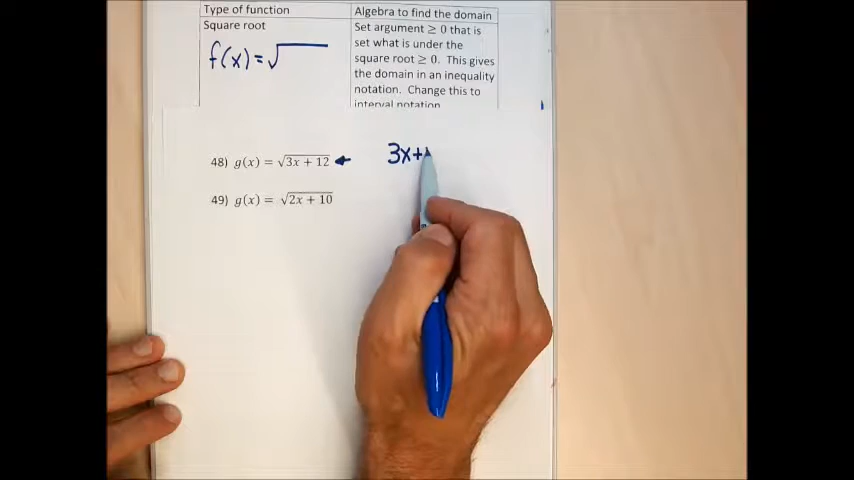 Type of function
Algebra to find the domain
Square root
Set argument ≥ 0 that is
set what is under the
square root ≥ 0. This gives
the domain in an inequality
notation. Change this to
interval notation
f(x) = √
48) g(x) = √3x + 12
3x+
49) g(x) = √2x + 10